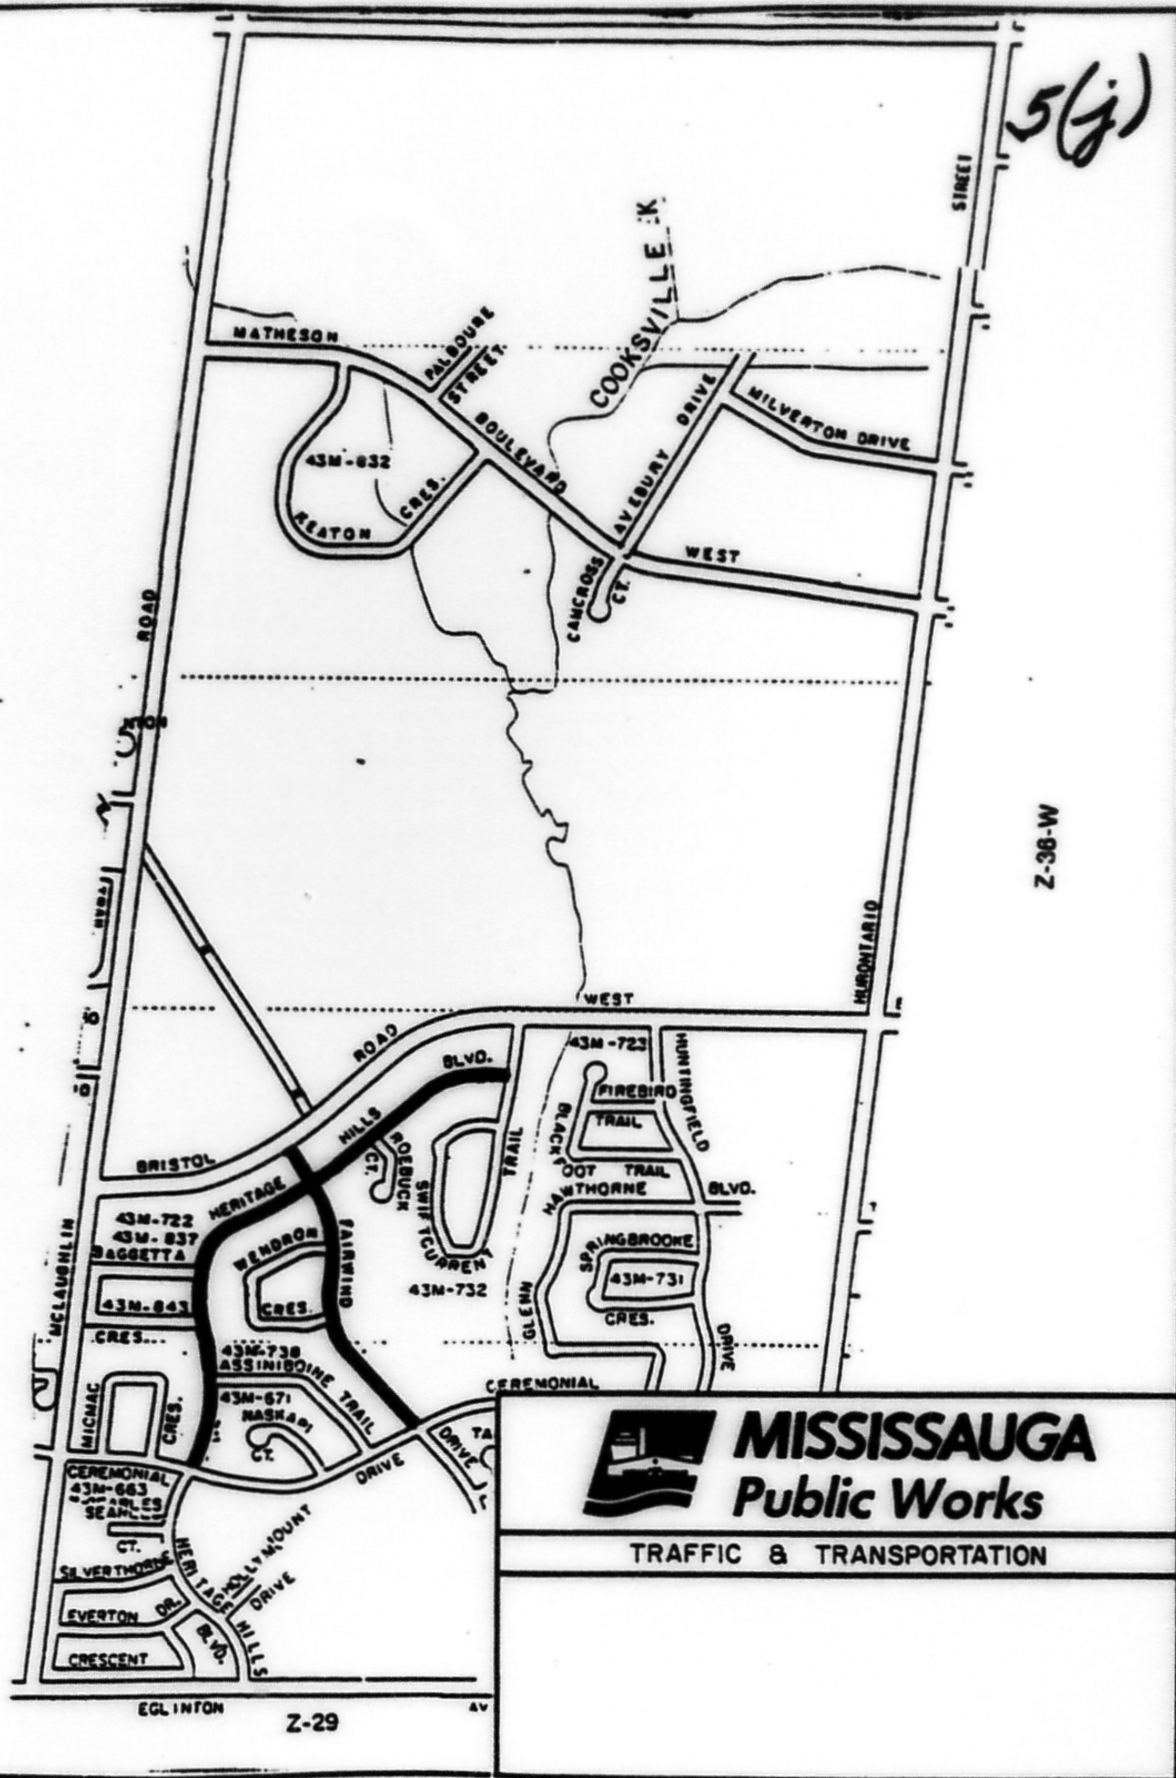 5(j)
STREET
COOKSVILLE
MATHESON
PALBOURE
STREET
BOULEVARD
AVEBURY DRIVE
MILVERTON DRIVE
43M-832
KEATON CRES.
WEST
CANCROSS
CT.
ROAD
Z-36-W
HURONTARIO
WEST
ROAD
BRISTOL
43M-723
HUNTINGFIELD
FIREBIRD
TRAIL
BLACKFOOT TRAIL
HAWTHORNE BLVD.
HERITAGE HILLS BLVD.
ROEBUCK
CT.
SWIFTCURRENT
TRAIL
43M-722
43M-837
BAGGETTA
43M-843
CRES.
WENDRON
CRES.
FAIRWIND
43M-732
SPRINGBROOKE
43M-731
CRES.
GLENN
DRIVE
MCLAUGHLIN
43M-738
ASSINIBOINE TRAIL
43M-671
NASKAPI
CT.
MICMAC
CRES.
CEREMONIAL
DRIVE
DRIVE
CEREMONIAL
43M-663
SEARLES
CT.
SILVERTHORNE
HERITAGE
HILLS
BLVD.
HOLLYMOUNT
DRIVE
EVERTON DR.
CRESCENT
EGLINTON AV
Z-29
MISSISSAUGA
Public Works
TRAFFIC & TRANSPORTATION